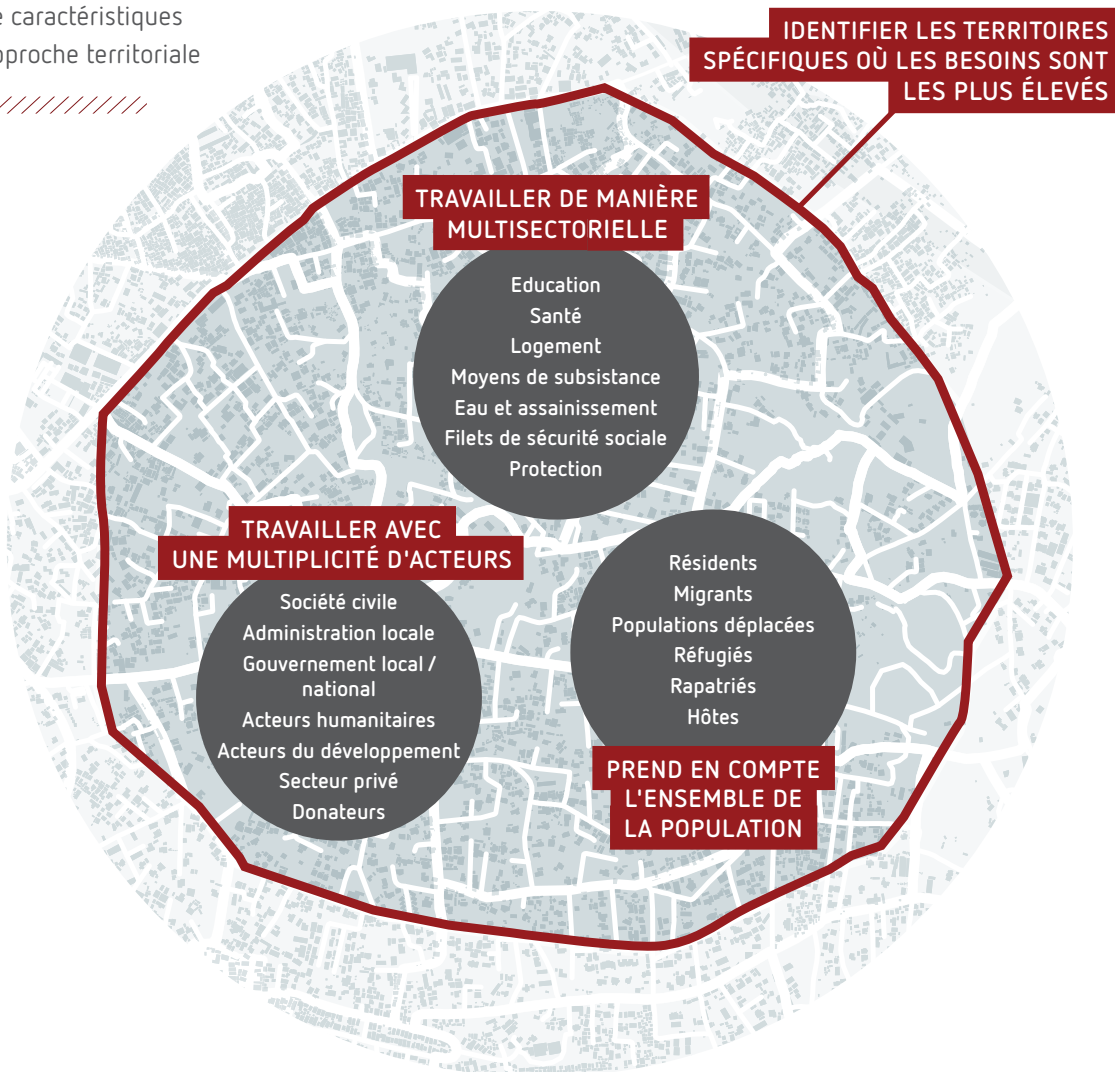 caractéristiques
approche territoriale
IDENTIFIER LES TERRITOIRES
SPÉCIFIQUES OÙ LES BESOINS SONT
LES PLUS ÉLEVÉS
TRAVAILLER DE MANIÈRE
MULTISECTORIELLE
Education
Santé
Logement
Moyens de subsistance
Eau et assainissement
Filets de sécurité sociale
Protection
TRAVAILLER AVEC
UNE MULTIPLICITÉ D'ACTEURS
Société civile
Administration locale
Gouvernement local /
national
Acteurs humanitaires
Acteurs du développement
Secteur privé
Donateurs
Résidents
Migrants
Populations déplacées
Réfugiés
Rapatriés
Hôtes
PREND EN COMPTE
L'ENSEMBLE DE
LA POPULATION